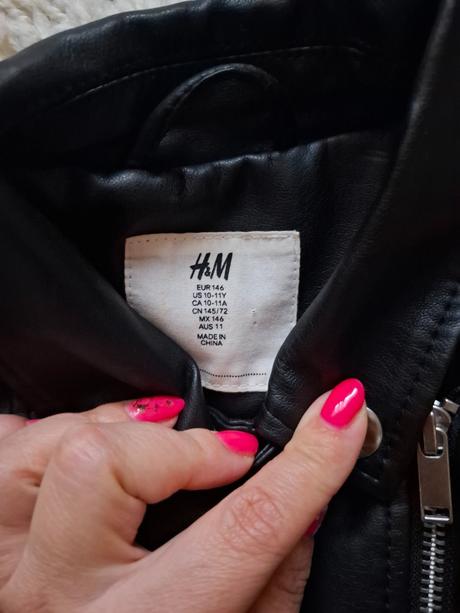 H&M
EUR 146
US 10-11Y
CA 10-11A
CN 145/72
MX 146
AUS 11
MADE IN
CHINA